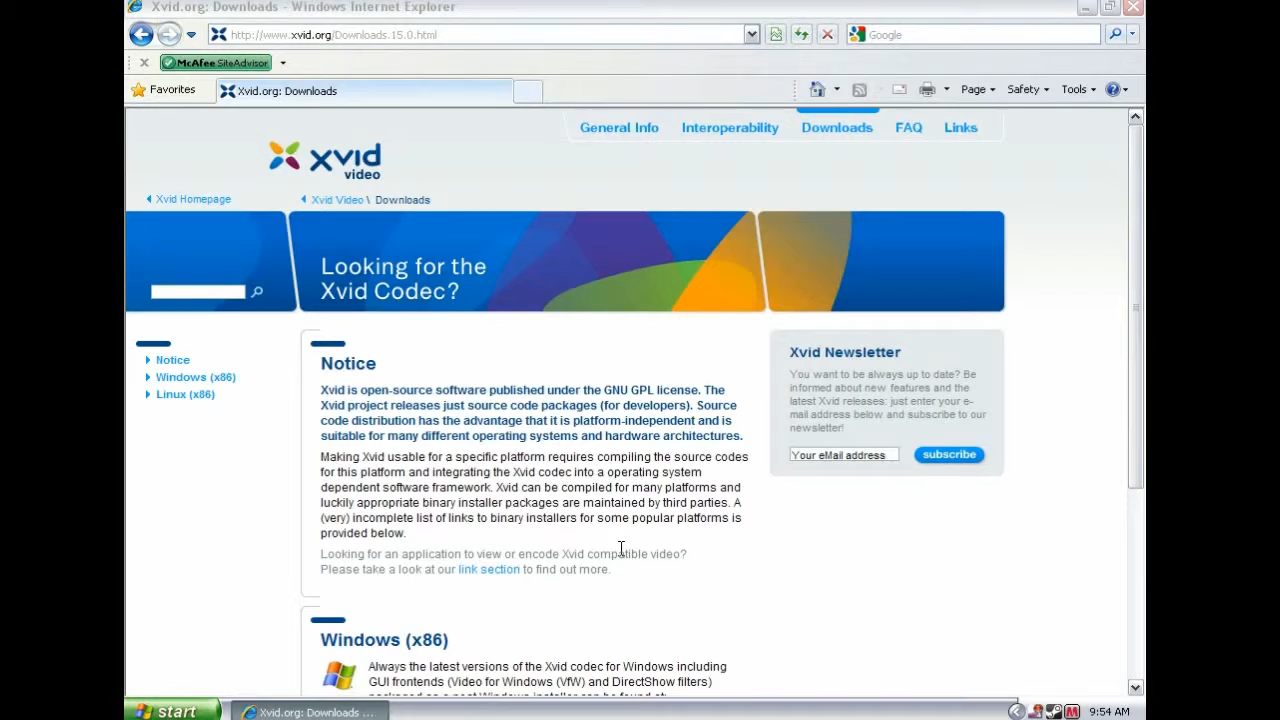 Xvid.org: Downloads - Windows Internet Explorer
http://www.xvid.org/Downloads.15.0.html
Google
McAfee SiteAdvisor
Favorites
Xvid.org: Downloads
Page
Safety
Tools
General Info
Interoperability
Downloads
FAQ
Links
xvid
video
Xvid Homepage
Xvid Video \ Downloads
Looking for the
Xvid Codec?
Notice
Windows (x86)
Linux (x86)
Notice
Xvid is open-source software published under the GNU GPL license. The
Xvid project releases just source code packages (for developers). Source
code distribution has the advantage that it is platform-independent and is
suitable for many different operating systems and hardware architectures.
Making Xvid usable for a specific platform requires compiling the source codes
for this platform and integrating the Xvid codec into a operating system
dependent software framework. Xvid can be compiled for many platforms and
luckily appropriate binary installer packages are maintained by third parties. A
(very) incomplete list of links to binary installers for some popular platforms is
provided below.
Looking for an application to view or encode Xvid compatible video?
Please take a look at our link section to find out more.
Xvid Newsletter
You want to be always up to date? Be
informed about new features and the
latest Xvid releases: just enter your e-
mail address below and subscribe to our
newsletter!
Your eMail address
subscribe
Windows (x86)
Always the latest versions of the Xvid codec for Windows including
GUI frontends (Video for Windows (VfW) and DirectShow filters)
packaged as a neat Windows installer can be found at:
start
Xvid.org: Downloads ...
9:54 AM